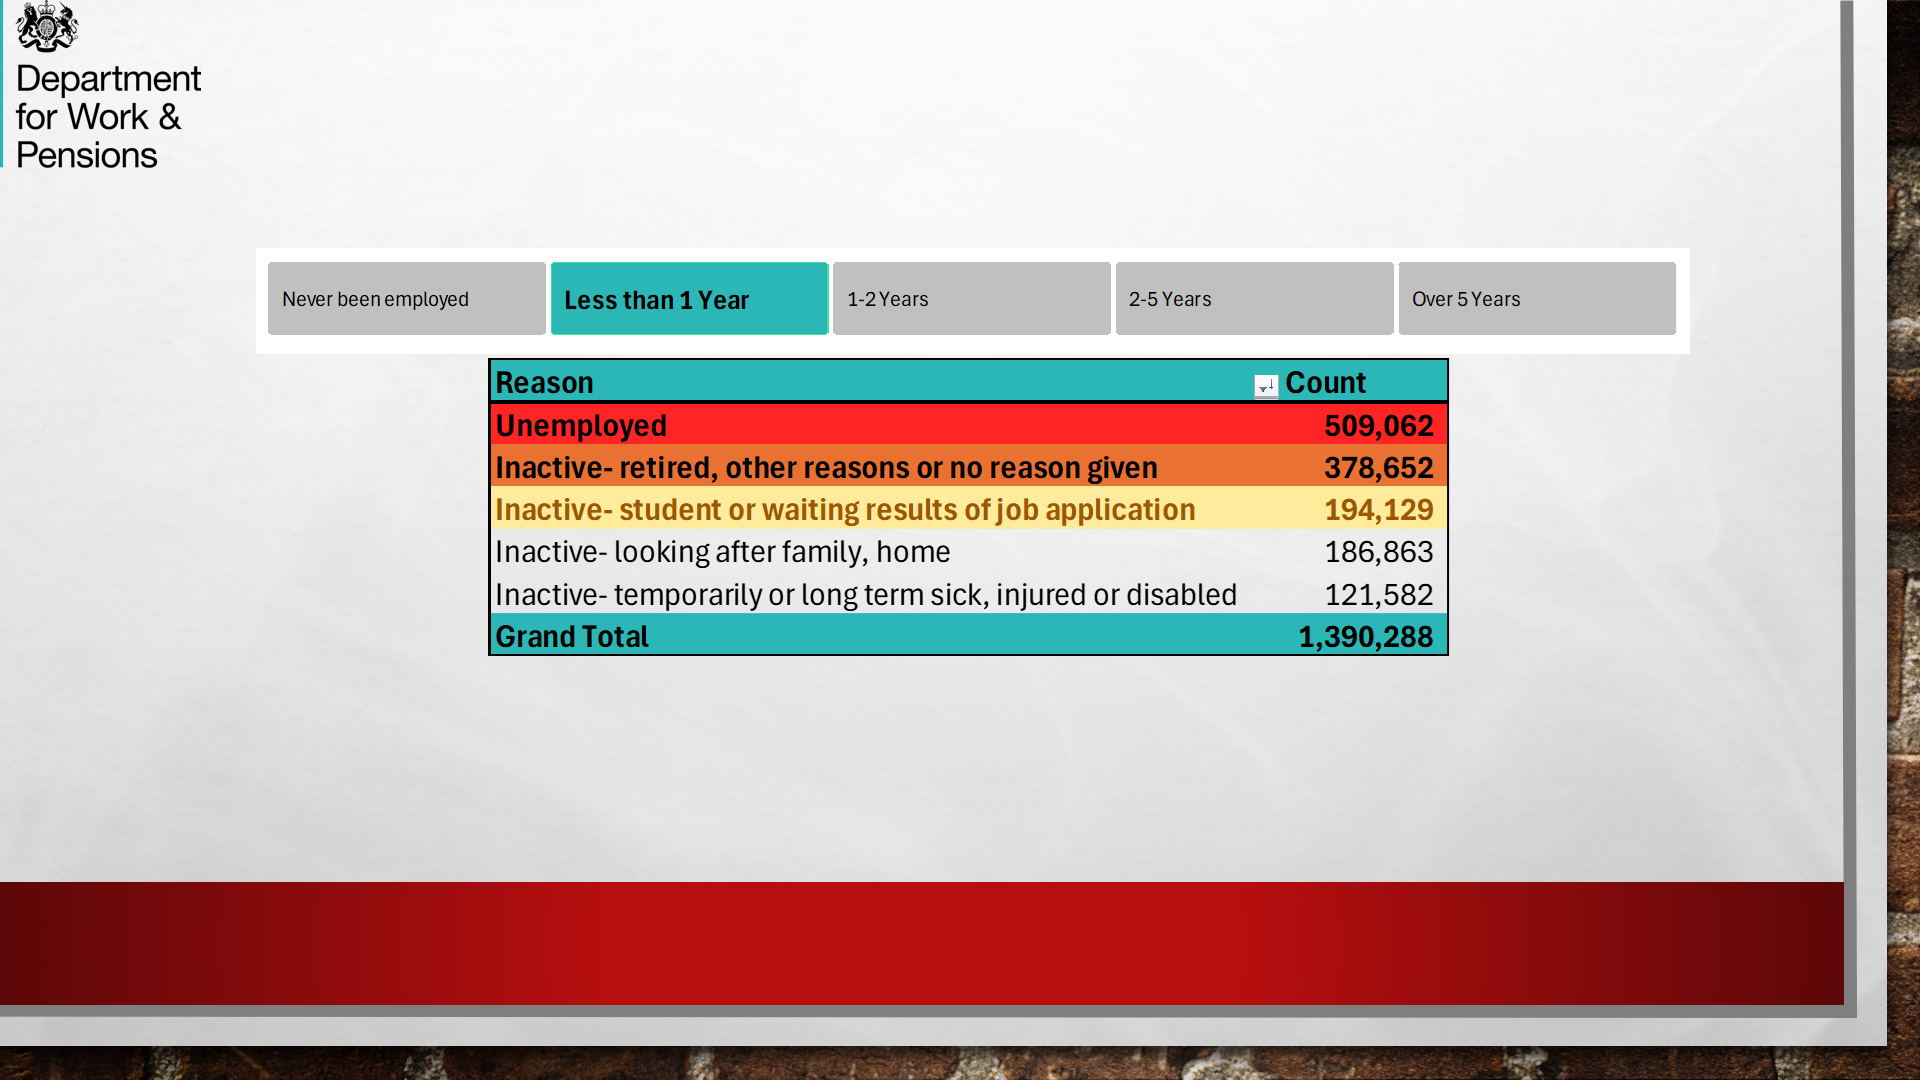 Department
for Work &
Pensions
Never been employed
Less than 1 Year
1-2 Years
2-5 Years
Over 5 Years
Reason Count
Unemployed 509,062
Inactive- retired, other reasons or no reason given 378,652
Inactive- student or waiting results of job application 194,129
Inactive- looking after family, home 186,863
Inactive- temporarily or long term sick, injured or disabled 121,582
Grand Total 1,390,288